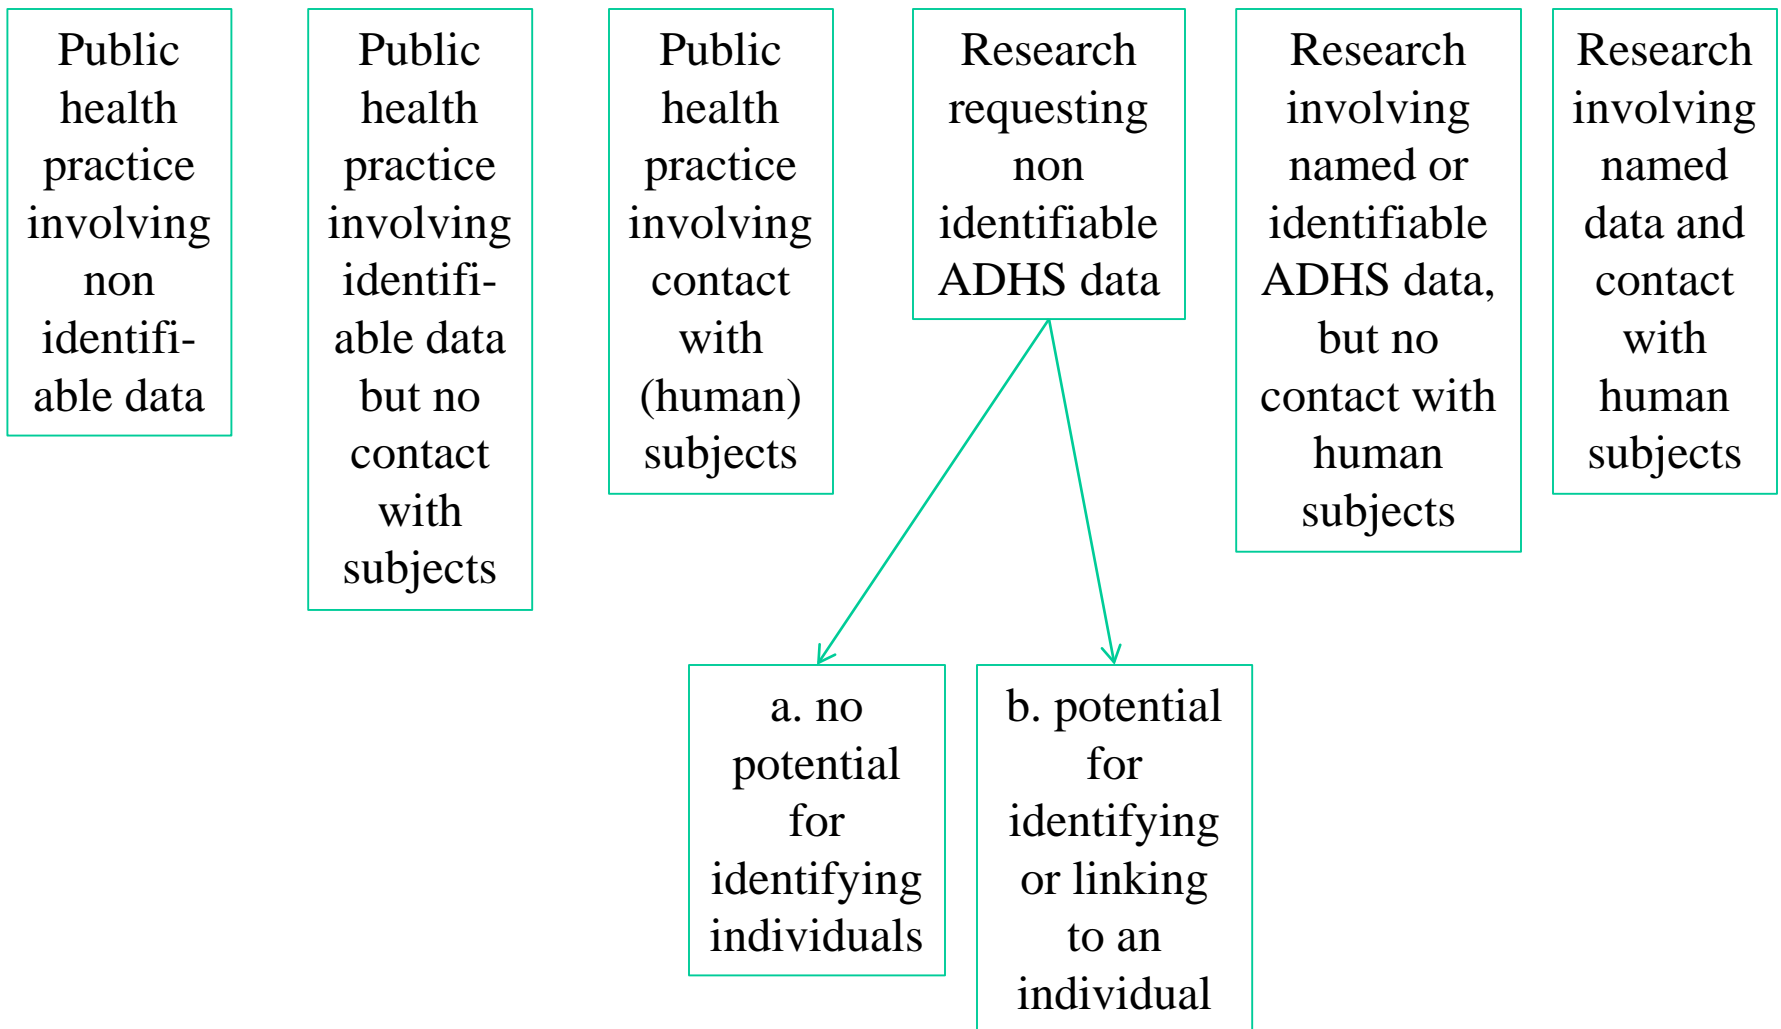 Public
health
practice
involving
non
identifi-
able data
Public
health
practice
involving
identifi-
able data
but no
contact
with
subjects
Public
health
practice
involving
contact
with
(human)
subjects
Research
requesting
non
identifiable
ADHS data
Research
involving
named or
identifiable
ADHS data,
but no
contact with
human
subjects
Research
involving
named
data and
contact
with
human
subjects
a. no
potential
for
identifying
individuals
b. potential
for
identifying
or linking
to an
individual